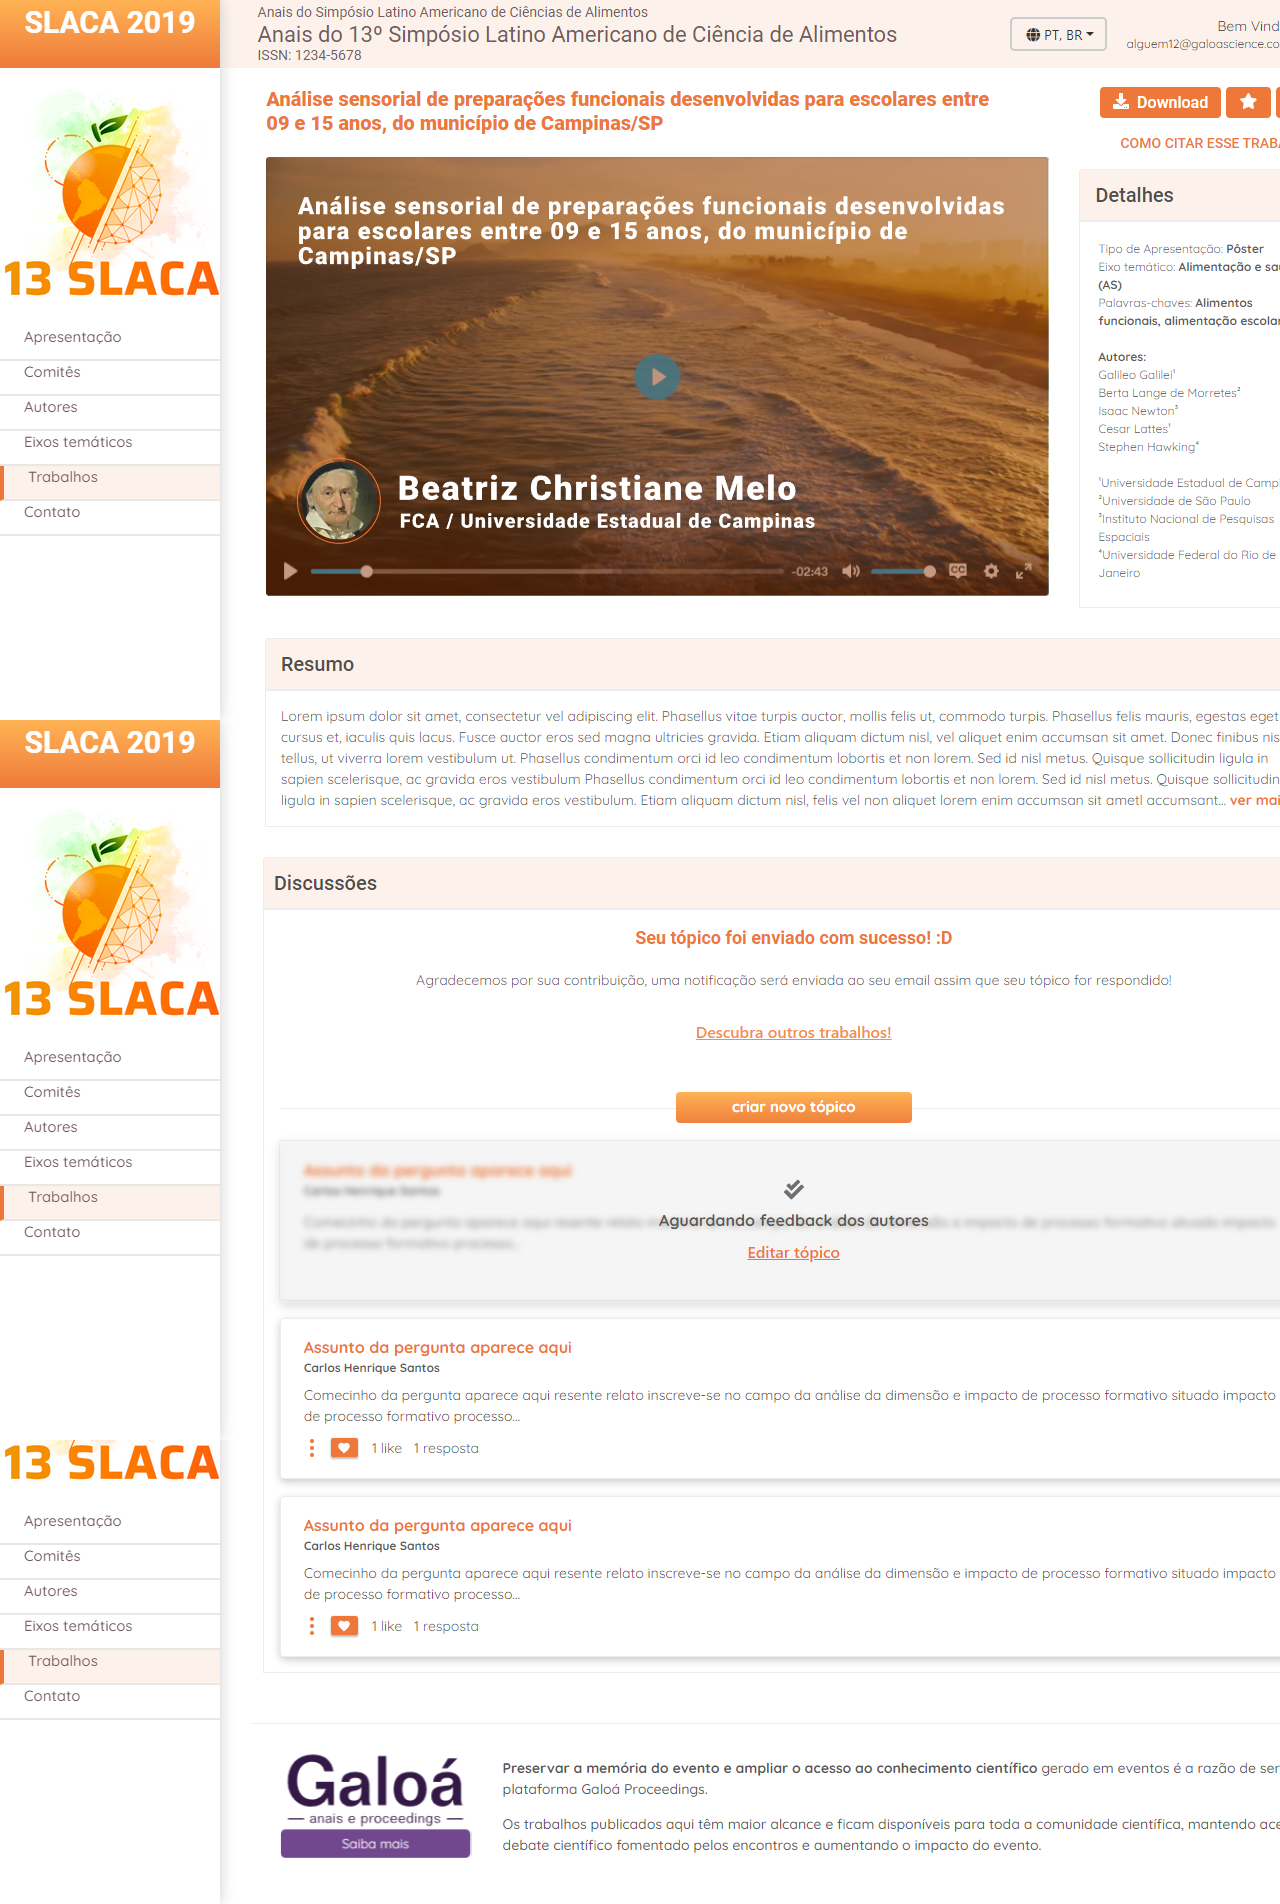 SLACA 2019
Anais do Simpósio Latino Americano de Ciências de Alimentos
Anais do 13º Simpósio Latino Americano de Ciência de Alimentos
ISSN: 1234-5678
PT, BR
Bem Vind
alguem12@galoascience.co
13 SLACA
Apresentação
Comitês
Autores
Eixos temáticos
Trabalhos
Contato
Análise sensorial de preparações funcionais desenvolvidas para escolares entre
09 e 15 anos, do município de Campinas/SP
Download
COMO CITAR ESSE TRABA
Análise sensorial de preparações funcionais desenvolvidas
para escolares entre 09 e 15 anos, do município de
Campinas/SP
Beatriz Christiane Melo
FCA / Universidade Estadual de Campinas
-02:43
CC
Detalhes
Tipo de Apresentação: Pôster
Eixo temático: Alimentação e saú
(AS)
Palavras-chaves: Alimentos
funcionais, alimentação escolar
Autores:
Galileo Galilei¹
Berta Lange de Morretes²
Isaac Newton³
Cesar Lattes¹
Stephen Hawking⁴
¹Universidade Estadual de Campi
²Universidade de São Paulo
³Instituto Nacional de Pesquisas
Espaciais
⁴Universidade Federal do Rio de
Janeiro
Resumo
Lorem ipsum dolor sit amet, consectetur vel adipiscing elit. Phasellus vitae turpis auctor, mollis felis ut, commodo turpis. Phasellus felis mauris, egestas eget
cursus et, iaculis quis lacus. Fusce auctor eros sed magna ultricies gravida. Etiam aliquam dictum nisl, vel aliquet enim accumsan sit amet. Donec finibus nis
tellus, ut viverra lorem vestibulum ut. Phasellus condimentum orci id leo condimentum lobortis et non lorem. Sed id nisl metus. Quisque sollicitudin ligula in
sapien scelerisque, ac gravida eros vestibulum Phasellus condimentum orci id leo condimentum lobortis et non lorem. Sed id nisl metus. Quisque sollicitudin
ligula in sapien scelerisque, ac gravida eros vestibulum. Etiam aliquam dictum nisl, felis vel non aliquet lorem enim accumsan sit ametl accumsant... ver mai
SLACA 2019
13 SLACA
Apresentação
Comitês
Autores
Eixos temáticos
Trabalhos
Contato
Discussões
Seu tópico foi enviado com sucesso! :D
Agradecemos por sua contribuição, uma notificação será enviada ao seu email assim que seu tópico for respondido!
Descubra outros trabalhos!
criar novo tópico
Assunto da pergunta aparece aqui
Carlos Henrique Santos
Aguardando feedback dos autores
Editar tópico
Assunto da pergunta aparece aqui
Carlos Henrique Santos
Comecinho da pergunta aparece aqui resente relato inscreve-se no campo da análise da dimensão e impacto de processo formativo situado impacto
de processo formativo processo...
1 like 1 resposta
Assunto da pergunta aparece aqui
Carlos Henrique Santos
Comecinho da pergunta aparece aqui resente relato inscreve-se no campo da análise da dimensão e impacto de processo formativo situado impacto
de processo formativo processo...
1 like 1 resposta
13 SLACA
Apresentação
Comitês
Autores
Eixos temáticos
Trabalhos
Contato
Galoá
anais e proceedings
Saiba mais
Preservar a memória do evento e ampliar o acesso ao conhecimento científico gerado em eventos é a razão de ser
plataforma Galoá Proceedings.
Os trabalhos publicados aqui têm maior alcance e ficam disponíveis para toda a comunidade científica, mantendo ace
debate científico fomentado pelos encontros e aumentando o impacto do evento.